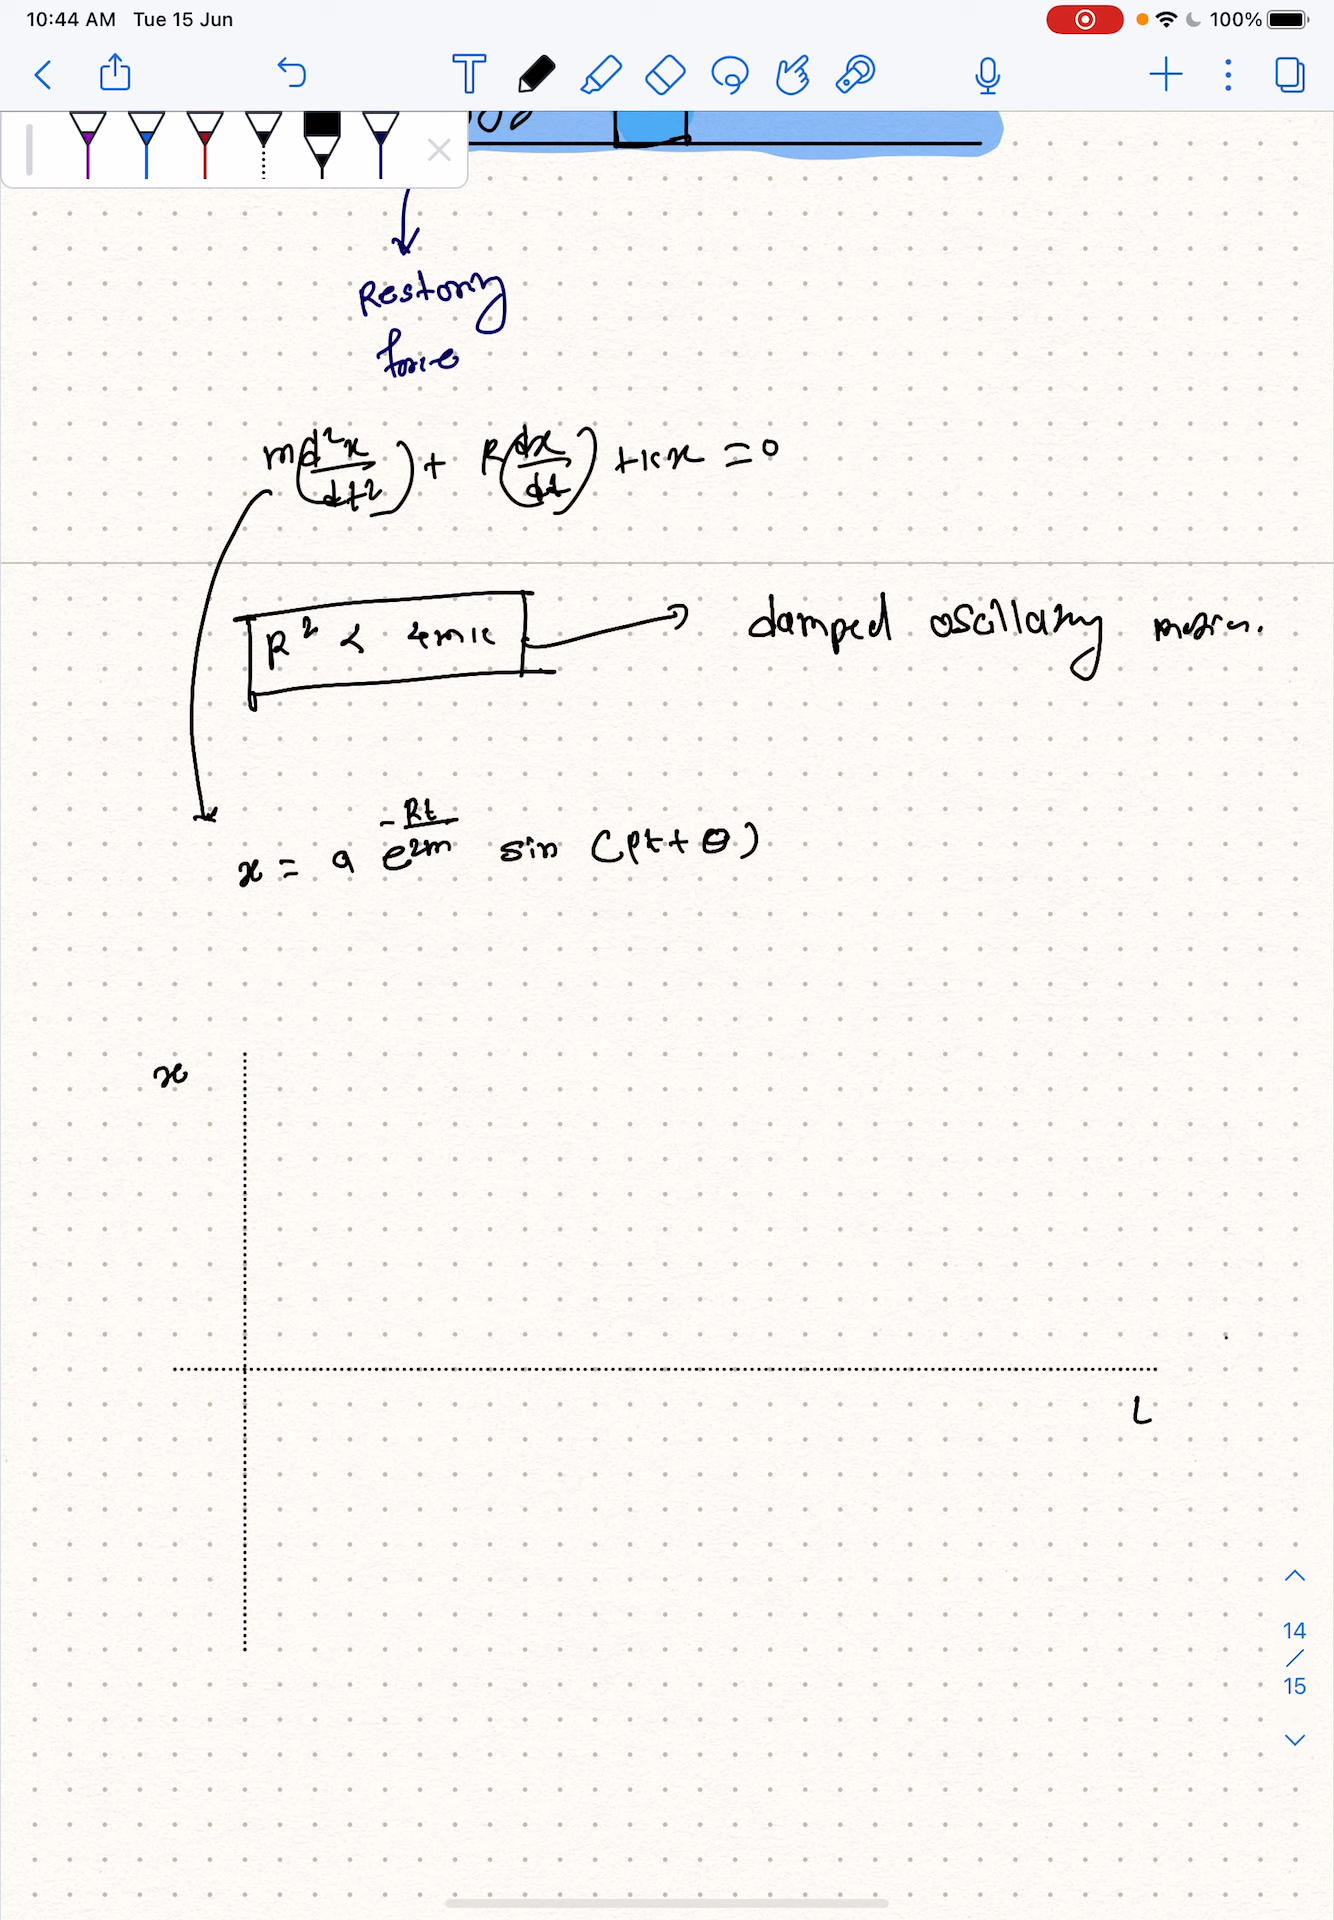 10:44 AM Tue 15 Jun 100%
Restoring
force
m(d²x/dt²) + R(dx/dt) + kx = 0
R² < 4mk → damped oscillatory motion.
x = a e^(-Rt/2m) sin (pt + θ)
x
t
14
/
15